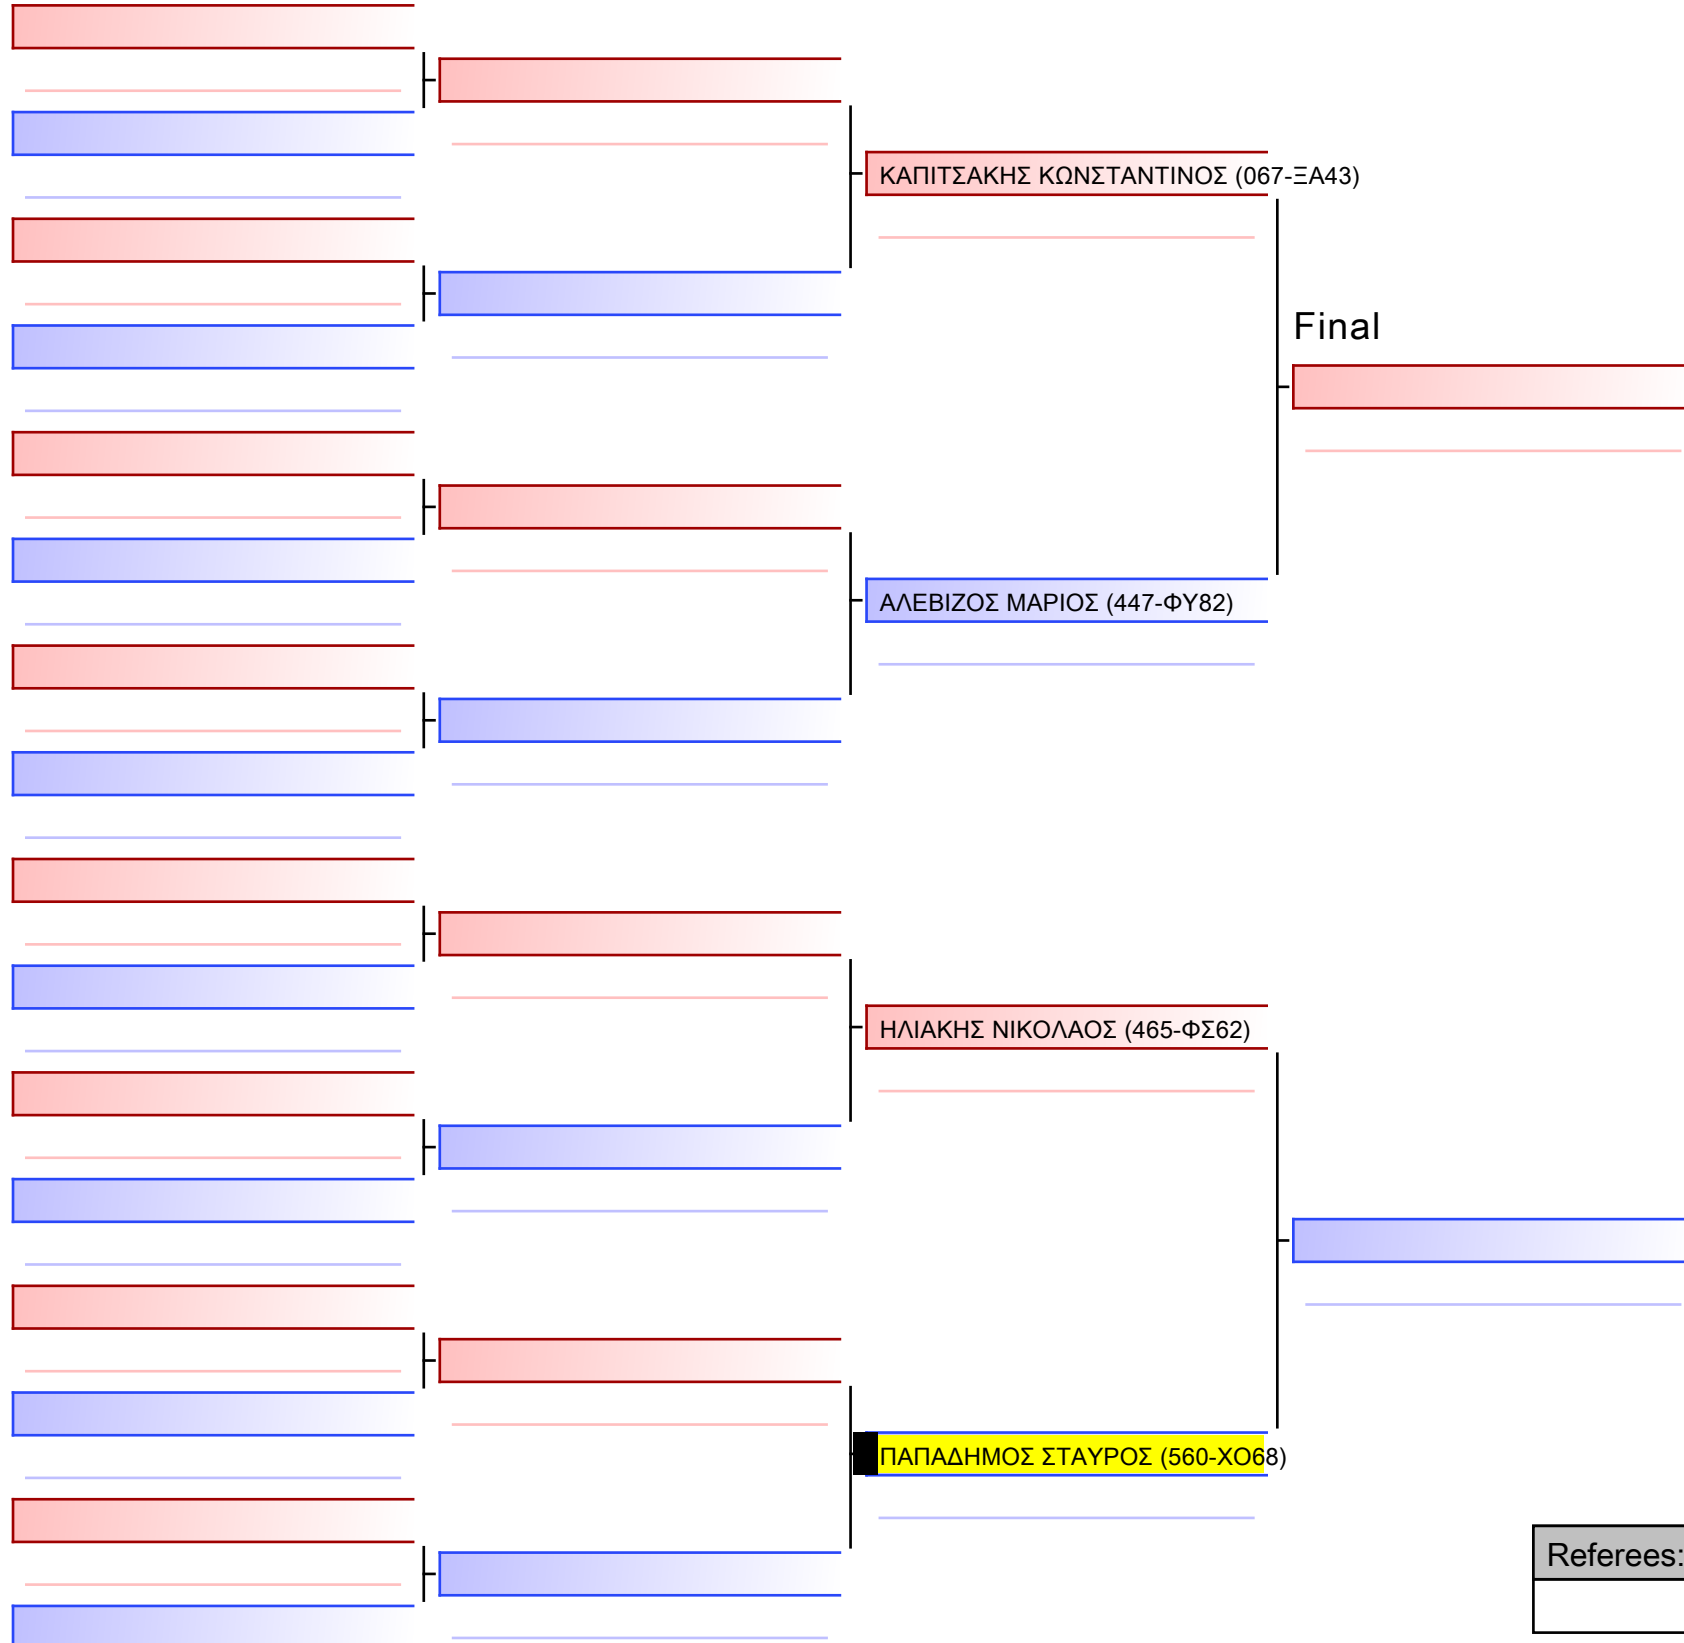 ΚΑΠΙΤΣΑΚΗΣ ΚΩΝΣΤΑΝΤΙΝΟΣ (067-ΞΑ43)
Final
ΑΛΕΒΙΖΟΣ ΜΑΡΙΟΣ (447-ΦΥ82)
ΗΛΙΑΚΗΣ ΝΙΚΟΛΑΟΣ (465-ΦΣ62)
ΠΑΠΑΔΗΜΟΣ ΣΤΑΥΡΟΣ (560-ΧΟ68)
Referees: